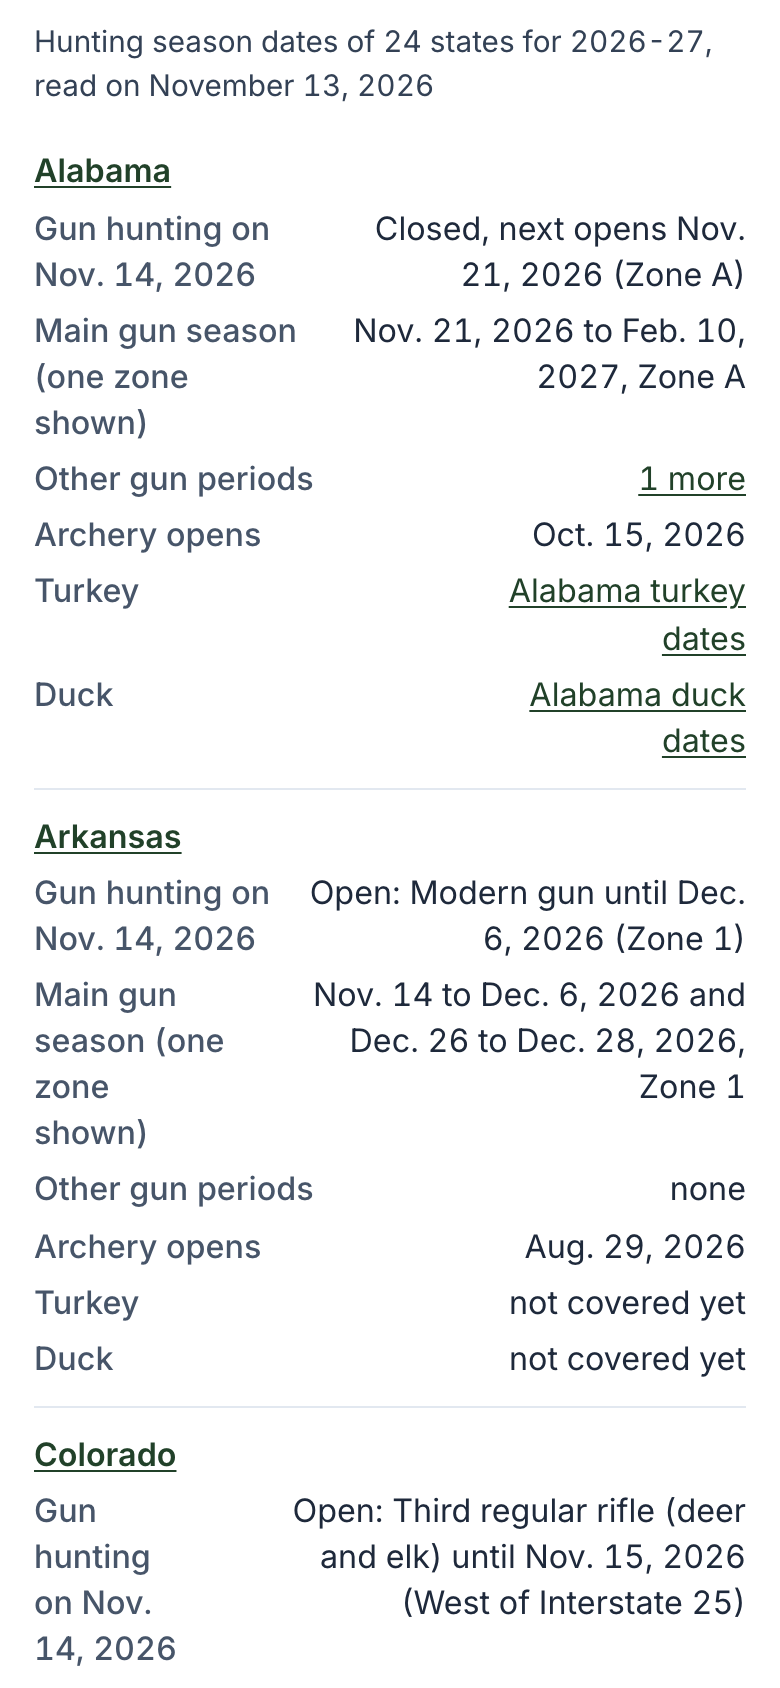 Hunting season dates of 24 states for 2026-27,
read on November 13, 2026
Alabama
Gun hunting on Nov. 14, 2026
Closed, next opens Nov. 21, 2026 (Zone A)
Main gun season (one zone shown)
Nov. 21, 2026 to Feb. 10, 2027, Zone A
Other gun periods
1 more
Archery opens
Oct. 15, 2026
Turkey
Alabama turkey dates
Duck
Alabama duck dates
Arkansas
Gun hunting on Nov. 14, 2026
Open: Modern gun until Dec. 6, 2026 (Zone 1)
Main gun season (one zone shown)
Nov. 14 to Dec. 6, 2026 and Dec. 26 to Dec. 28, 2026, Zone 1
Other gun periods
none
Archery opens
Aug. 29, 2026
Turkey
not covered yet
Duck
not covered yet
Colorado
Gun hunting on Nov. 14, 2026
Open: Third regular rifle (deer and elk) until Nov. 15, 2026 (West of Interstate 25)